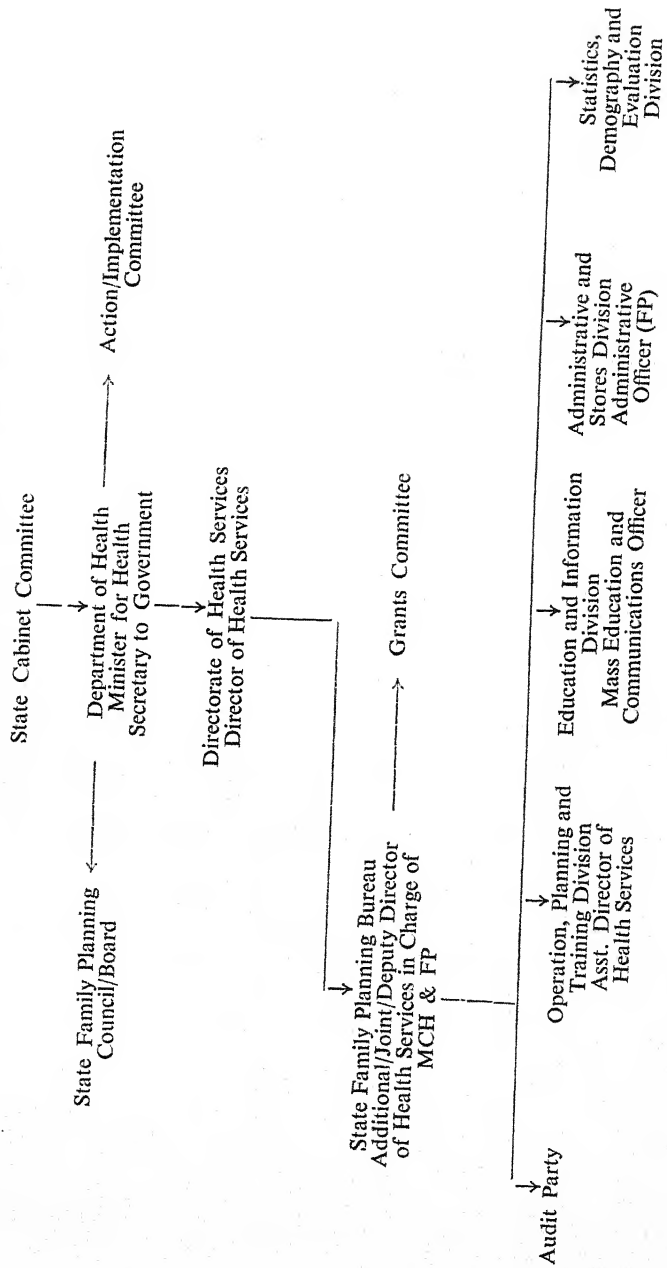 State Cabinet Committee
State Family Planning
Council/Board
Department of Health
Minister for Health
Secretary to Government
Action/Implementation
Committee
Directorate of Health Services
Director of Health Services
State Family Planning Bureau
Additional/Joint/Deputy Director
of Health Services in Charge of
MCH & FP
Grants Committee
Audit Party
Operation, Planning and
Training Division
Asst. Director of
Health Services
Education and Information
Division
Mass Education and
Communications Officer
Administrative and
Stores Division
Administrative
Officer (FP)
Statistics,
Demography and
Evaluation
Division